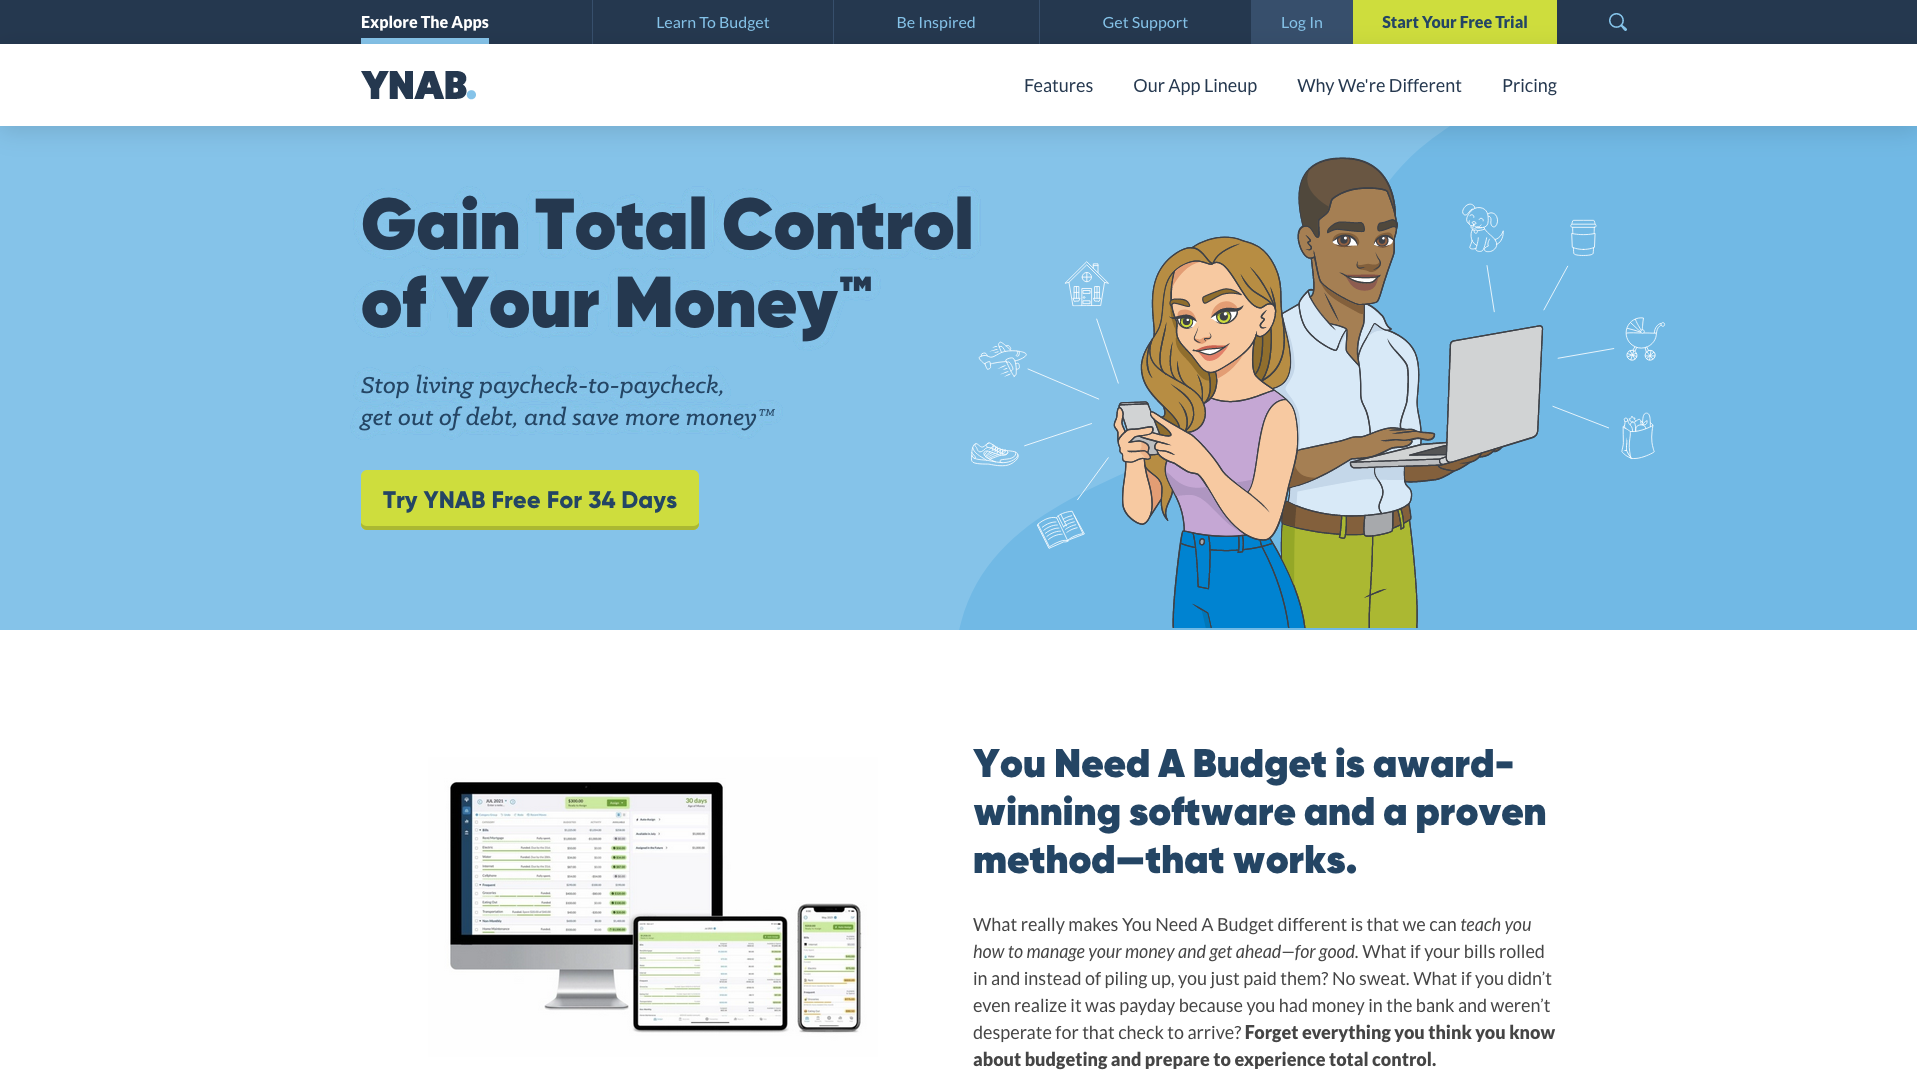 Explore The Apps
Learn To Budget
Be Inspired
Get Support
Log In
Start Your Free Trial
YNAB.
Features
Our App Lineup
Why We're Different
Pricing
Gain Total Control
of Your Money™
Stop living paycheck-to-paycheck,
get out of debt, and save more money™
Try YNAB Free For 34 Days
JUL 2021
30 days
You Need A Budget is award-
winning software and a proven
method—that works.
What really makes You Need A Budget different is that we can teach you
how to manage your money and get ahead—for good. What if your bills rolled
in and instead of piling up, you just paid them? No sweat. What if you didn’t
even realize it was payday because you had money in the bank and weren’t
desperate for that check to arrive? Forget everything you think you know
about budgeting and prepare to experience total control.